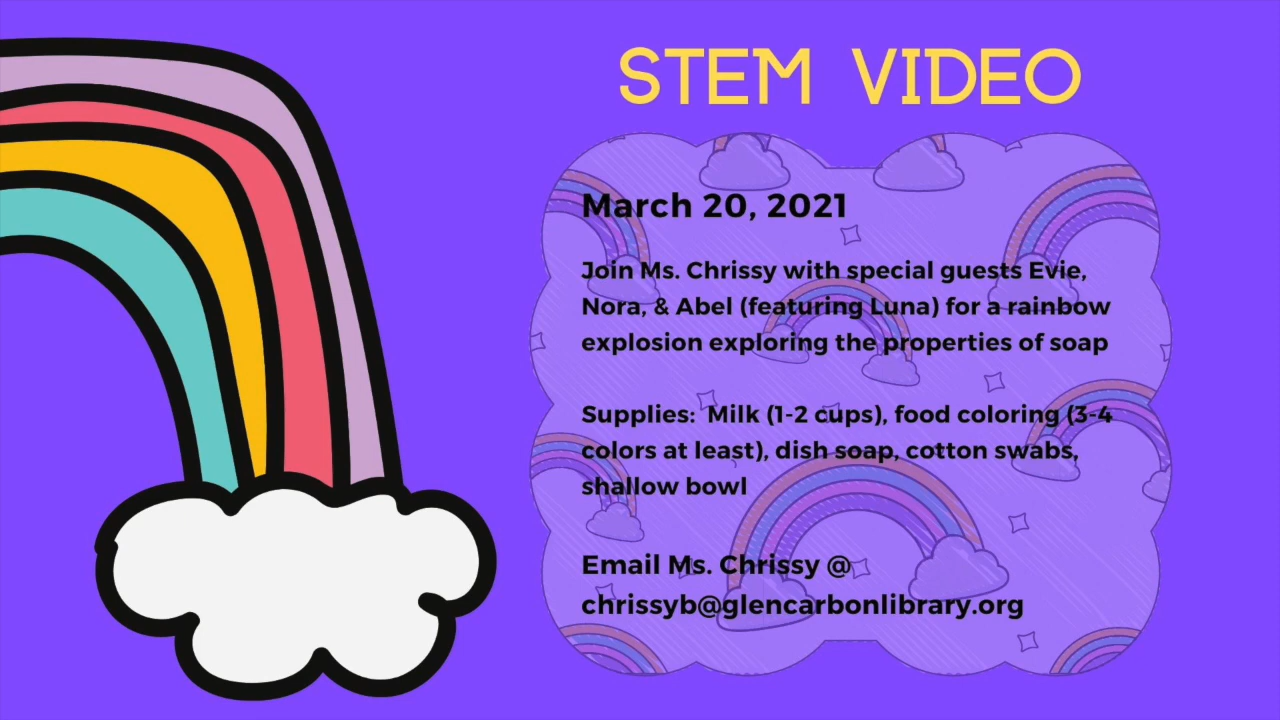 STEM VIDEO
March 20, 2021
Join Ms. Chrissy with special guests Evie,
Nora, & Abel (featuring Luna) for a rainbow
explosion exploring the properties of soap
Supplies:  Milk (1-2 cups), food coloring (3-4
colors at least), dish soap, cotton swabs,
shallow bowl
Email Ms. Chrissy @
chrissyb@glencarbonlibrary.org